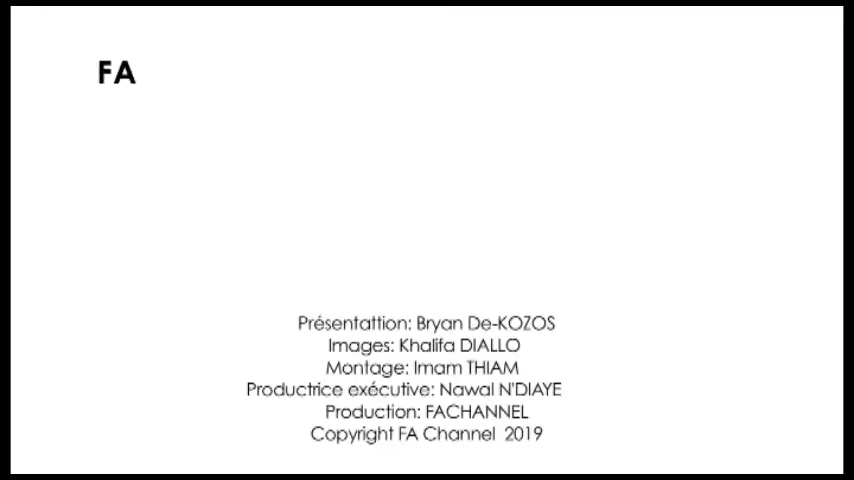 FA
Présentattion: Bryan De-KOZOS
Images: Khalifa DIALLO
Montage: Imam THIAM
Productrice exécutive: Nawal N'DIAYE
Production: FACHANNEL
Copyright FA Channel 2019